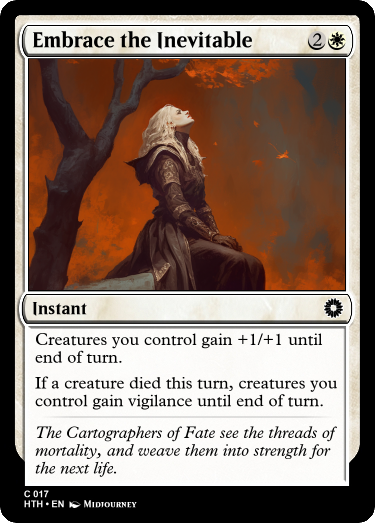 Embrace the Inevitable 2
Instant
Creatures you control gain +1/+1 until
end of turn.
If a creature died this turn, creatures you
control gain vigilance until end of turn.
The Cartographers of Fate see the threads of
mortality, and weave them into strength for
the next life.
C 017
HTH • EN Midjourney